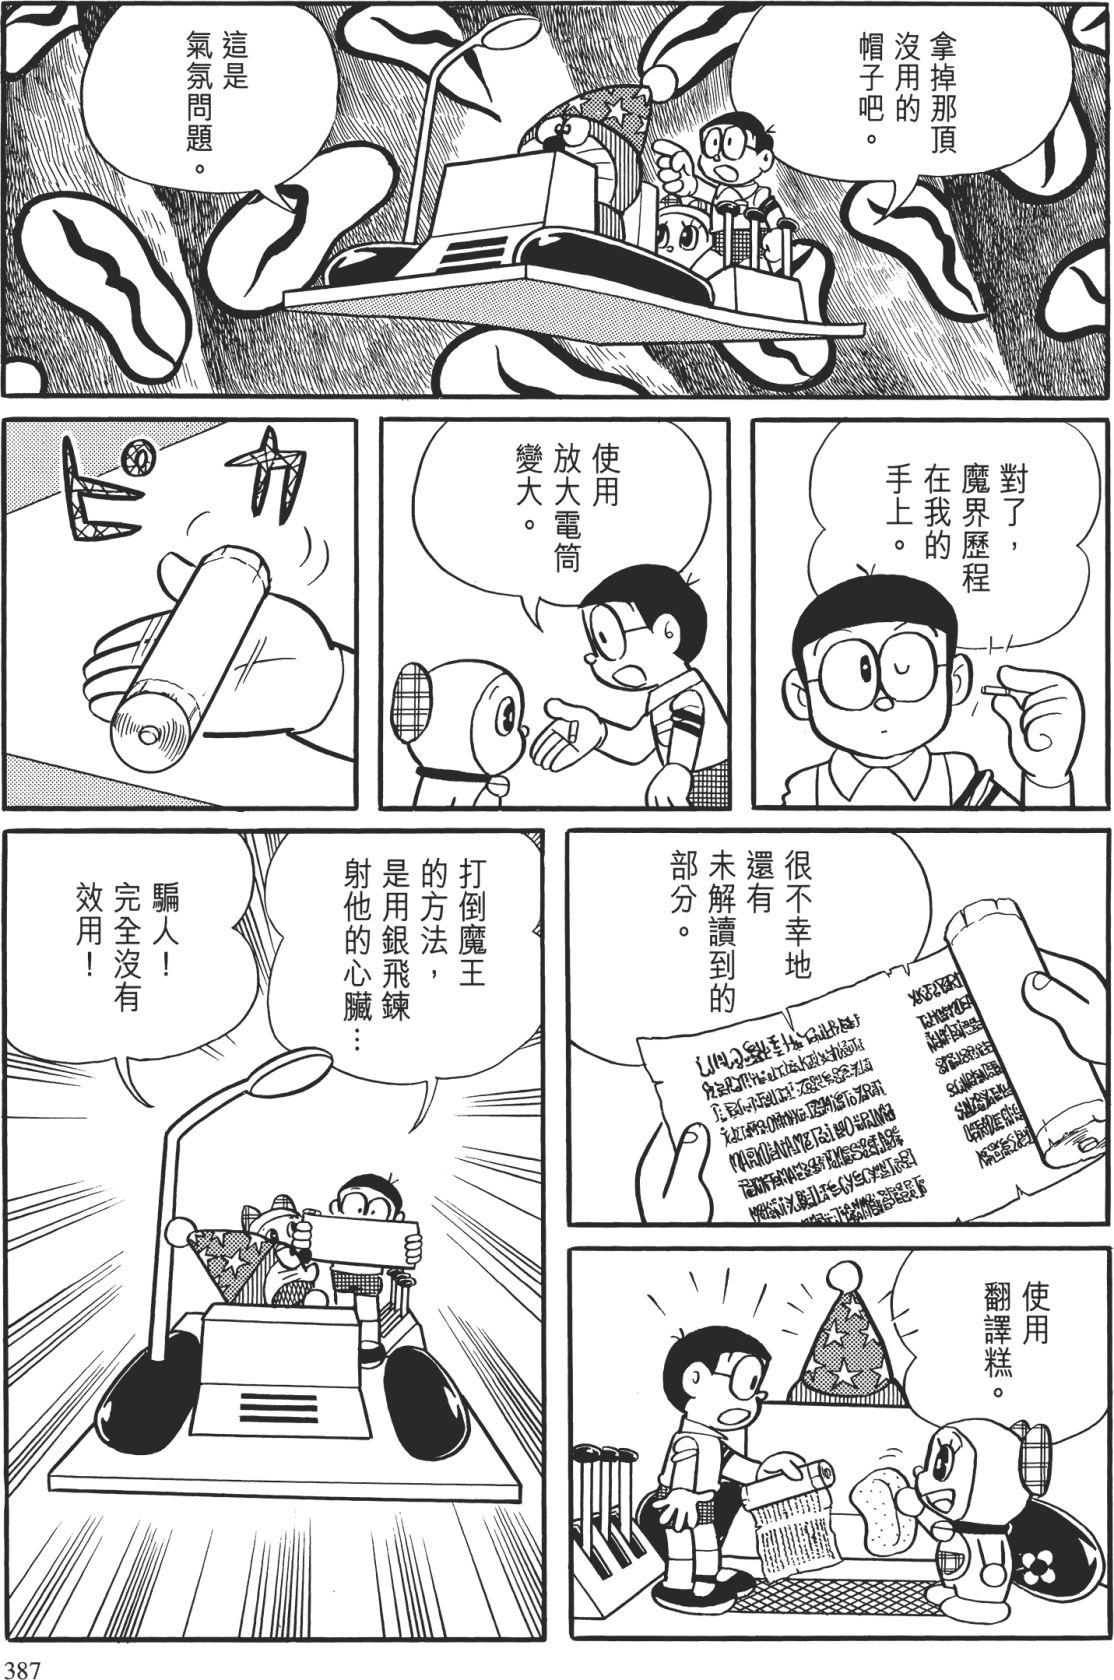 拿掉那頂
沒用的
帽子吧。
這是
氣氛問題。
對了，
魔界歷程
在我的
手上。
使用
放大電筒
變大。
ピカ
很不幸地
還有
未解讀到的
部分。
使用
翻譯糕。
打倒魔王
的方法，
是用銀飛鍊
射他的心臟…
騙人！
完全沒有
效用！
387